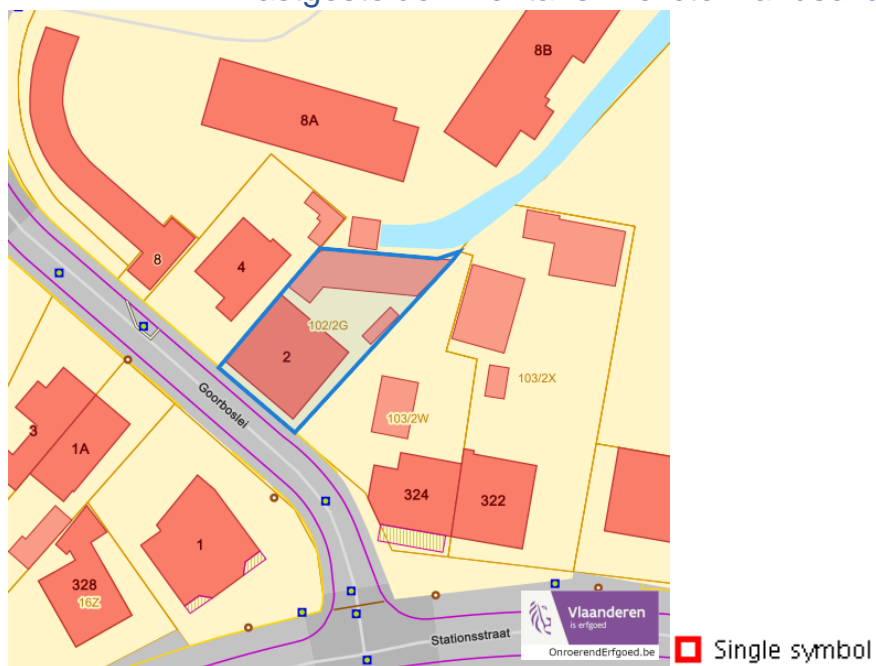 8B
8A
8
4
102/2G
2
Goorboslei
103/2X
103/2W
3
1A
324
322
1
328
16Z
Stationsstraat
Vlaanderen
is erfgoed
OnroerendErfgoed.be
Single symbol